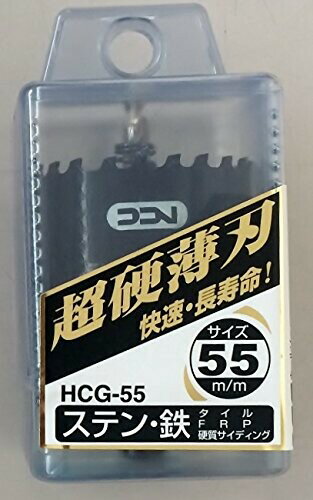 超硬薄刃
快速・長寿命!
サイズ
55
m/m
HCG-55
ステン・鉄
タイル
FRP
硬質サイディング